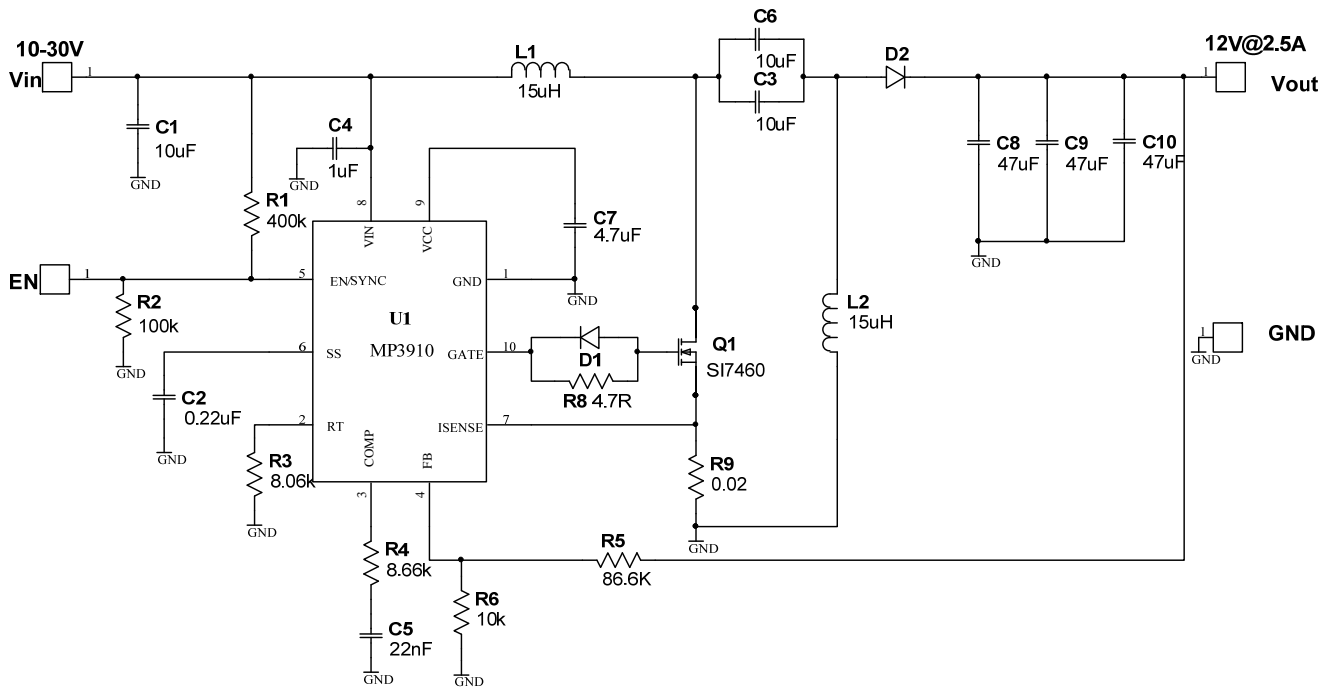 10-30V
Vin
1
C1
10uF
GND
C4
1uF
GND
R1
400k
L1
15uH
C6
10uF
C3
10uF
D2
12V@2.5A
1
Vout
C8
47uF
C9
47uF
C10
47uF
GND
EN
1
R2
100k
GND
C2
0.22uF
GND
R3
8.06k
GND
8
VIN
9
VCC
5
EN/SYNC
GND
1
U1
MP3910
6
SS
GATE
10
2
RT
ISENSE
7
COMP
3
FB
4
C7
4.7uF
GND
D1
R8 4.7R
Q1
SI7460
L2
15uH
R9
0.02
GND
1
GND
GND
R4
8.66k
C5
22nF
GND
R6
10k
GND
R5
86.6K